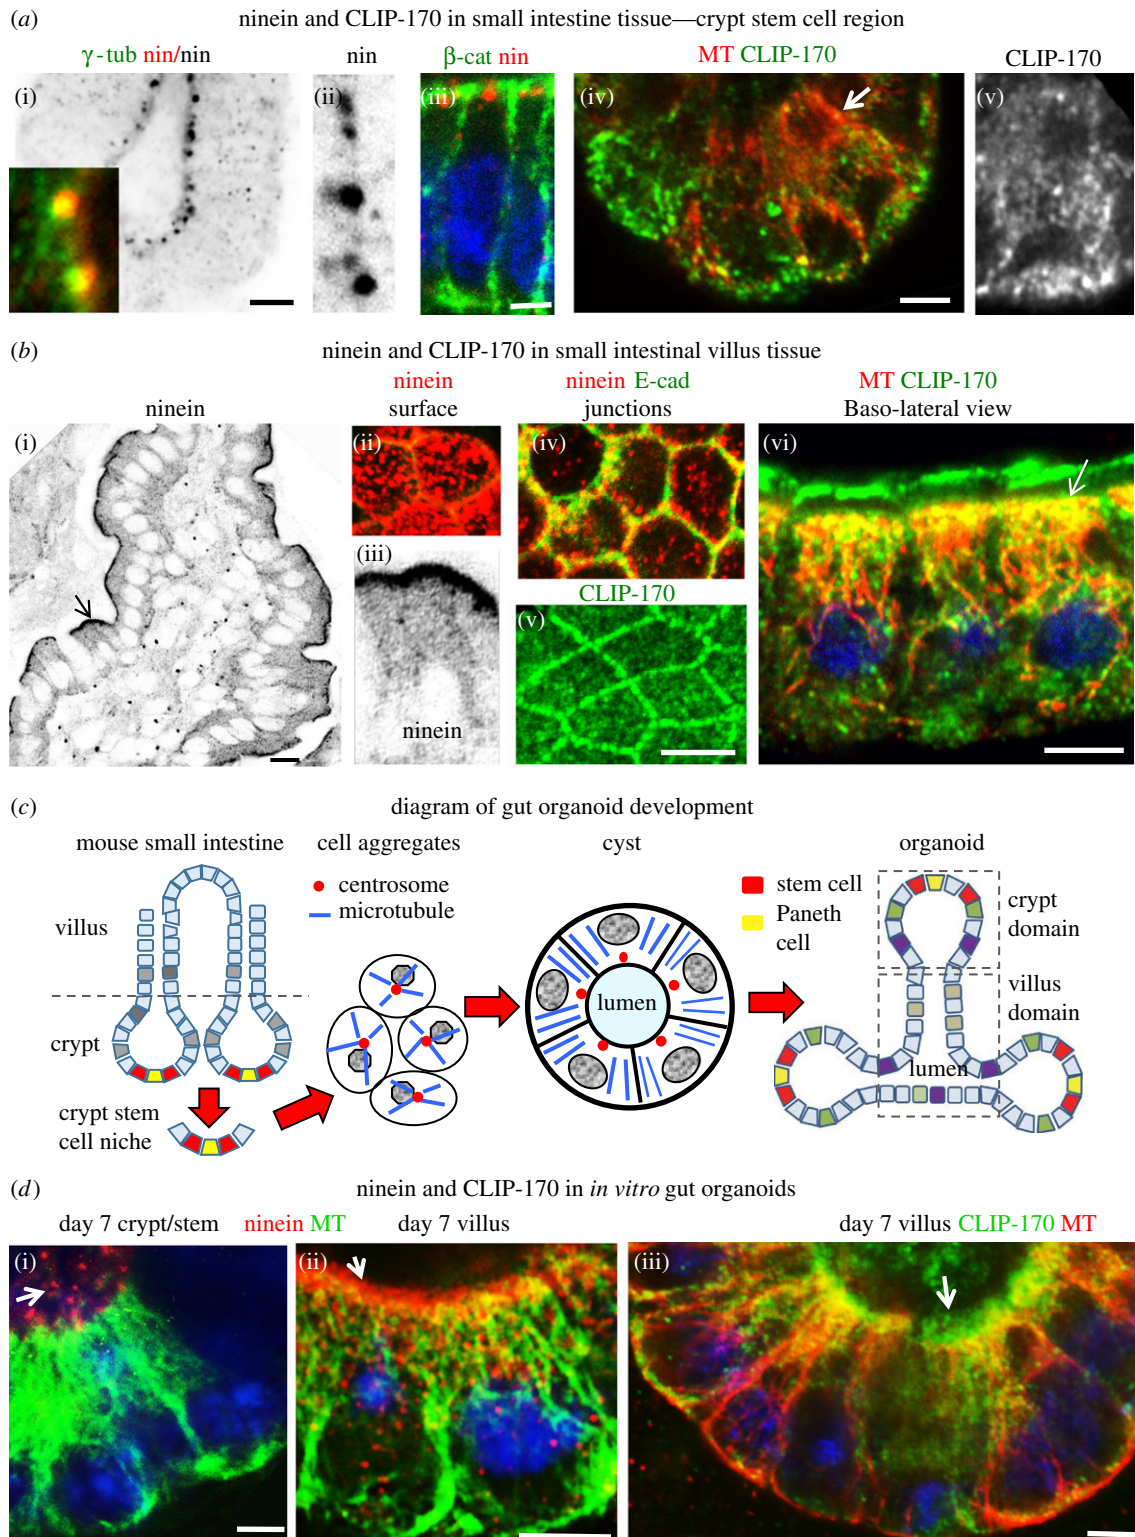 (a) ninein and CLIP-170 in small intestine tissue—crypt stem cell region
γ-tub nin/nin
nin
β-cat nin
MT CLIP-170
CLIP-170
(i)
(ii)
(iii)
(iv)
(v)
(b) ninein and CLIP-170 in small intestinal villus tissue
ninein
ninein
surface
ninein E-cad
junctions
MT CLIP-170
Baso-lateral view
(i)
(ii)
(iii)
ninein
(iv)
CLIP-170
(v)
(vi)
(c) diagram of gut organoid development
mouse small intestine
cell aggregates
cyst
organoid
villus
crypt
crypt stem
cell niche
centrosome
microtubule
lumen
stem cell
Paneth
cell
crypt
domain
villus
domain
lumen
(d) ninein and CLIP-170 in in vitro gut organoids
day 7 crypt/stem ninein MT day 7 villus
day 7 villus CLIP-170 MT
(i)
(ii)
(iii)